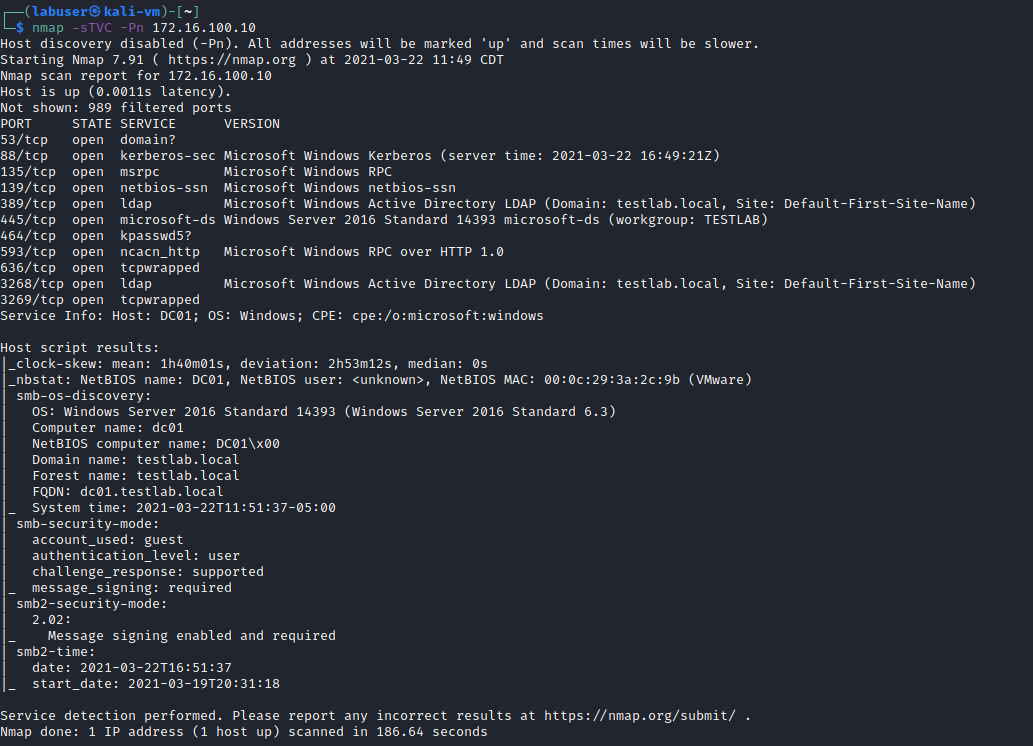 ┌──(labuser㉿kali-vm)-[~]
└─$ nmap -sTVC -Pn 172.16.100.10
Host discovery disabled (-Pn). All addresses will be marked 'up' and scan times will be slower.
Starting Nmap 7.91 ( https://nmap.org ) at 2021-03-22 11:49 CDT
Nmap scan report for 172.16.100.10
Host is up (0.0011s latency).
Not shown: 989 filtered ports
PORT     STATE SERVICE      VERSION
53/tcp   open  domain?
88/tcp   open  kerberos-sec Microsoft Windows Kerberos (server time: 2021-03-22 16:49:21Z)
135/tcp  open  msrpc        Microsoft Windows RPC
139/tcp  open  netbios-ssn  Microsoft Windows netbios-ssn
389/tcp  open  ldap         Microsoft Windows Active Directory LDAP (Domain: testlab.local, Site: Default-First-Site-Name)
445/tcp  open  microsoft-ds Windows Server 2016 Standard 14393 microsoft-ds (workgroup: TESTLAB)
464/tcp  open  kpasswd5?
593/tcp  open  ncacn_http   Microsoft Windows RPC over HTTP 1.0
636/tcp  open  tcpwrapped
3268/tcp open  ldap         Microsoft Windows Active Directory LDAP (Domain: testlab.local, Site: Default-First-Site-Name)
3269/tcp open  tcpwrapped
Service Info: Host: DC01; OS: Windows; CPE: cpe:/o:microsoft:windows

Host script results:
|_clock-skew: mean: 1h40m01s, deviation: 2h53m12s, median: 0s
|_nbstat: NetBIOS name: DC01, NetBIOS user: <unknown>, NetBIOS MAC: 00:0c:29:3a:2c:9b (VMware)
| smb-os-discovery:
|   OS: Windows Server 2016 Standard 14393 (Windows Server 2016 Standard 6.3)
|   Computer name: dc01
|   NetBIOS computer name: DC01\x00
|   Domain name: testlab.local
|   Forest name: testlab.local
|   FQDN: dc01.testlab.local
|_  System time: 2021-03-22T11:51:37-05:00
| smb-security-mode:
|   account_used: guest
|   authentication_level: user
|   challenge_response: supported
|_  message_signing: required
| smb2-security-mode:
|   2.02:
|_    Message signing enabled and required
| smb2-time:
|   date: 2021-03-22T16:51:37
|_  start_date: 2021-03-19T20:31:18

Service detection performed. Please report any incorrect results at https://nmap.org/submit/ .
Nmap done: 1 IP address (1 host up) scanned in 186.64 seconds